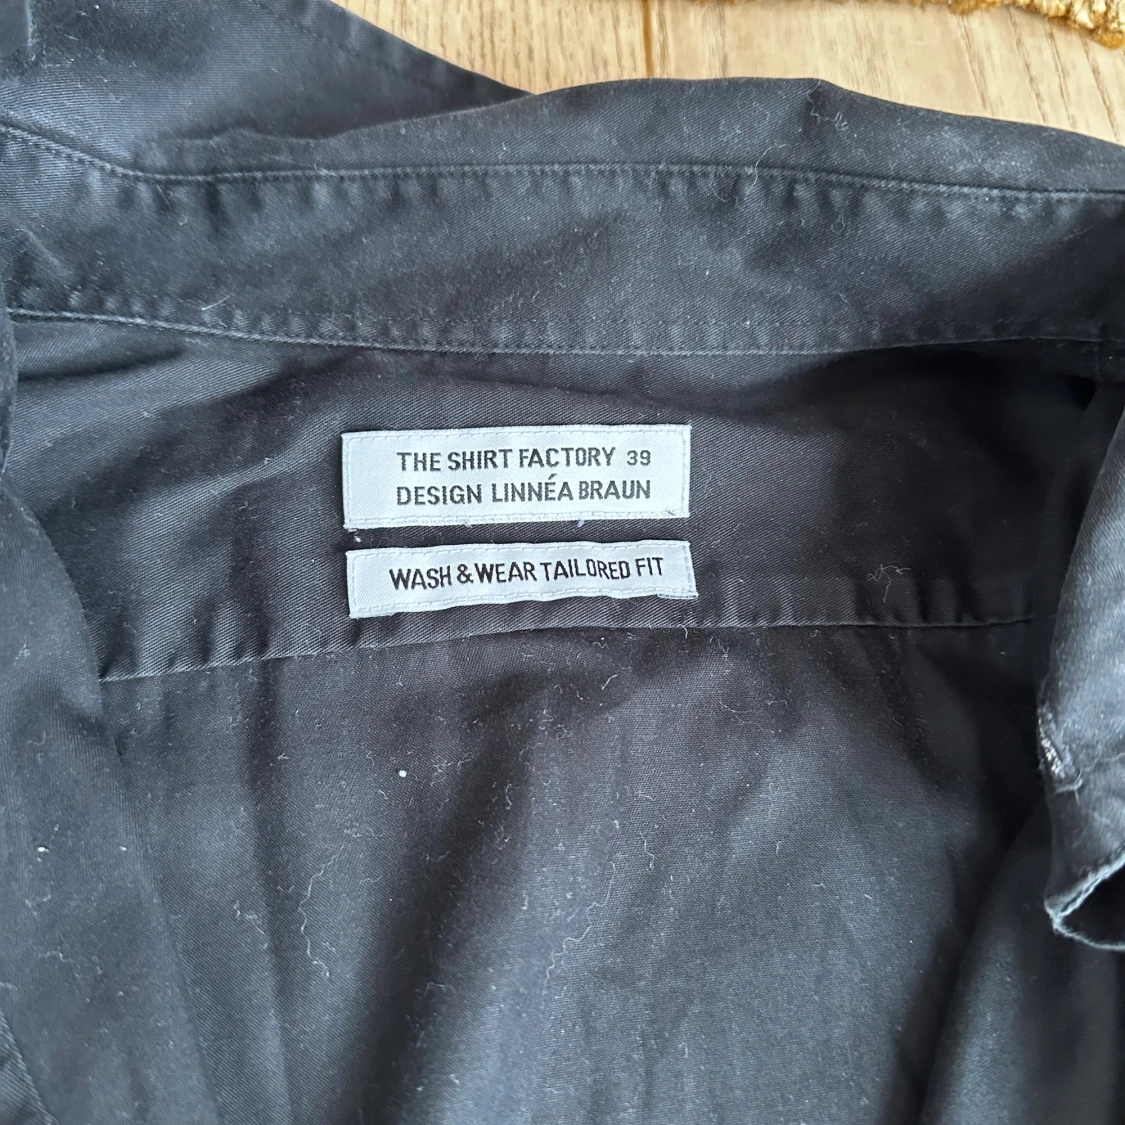 THE SHIRT FACTORY 39
DESIGN LINNÉA BRAUN
WASH & WEAR TAILORED FIT